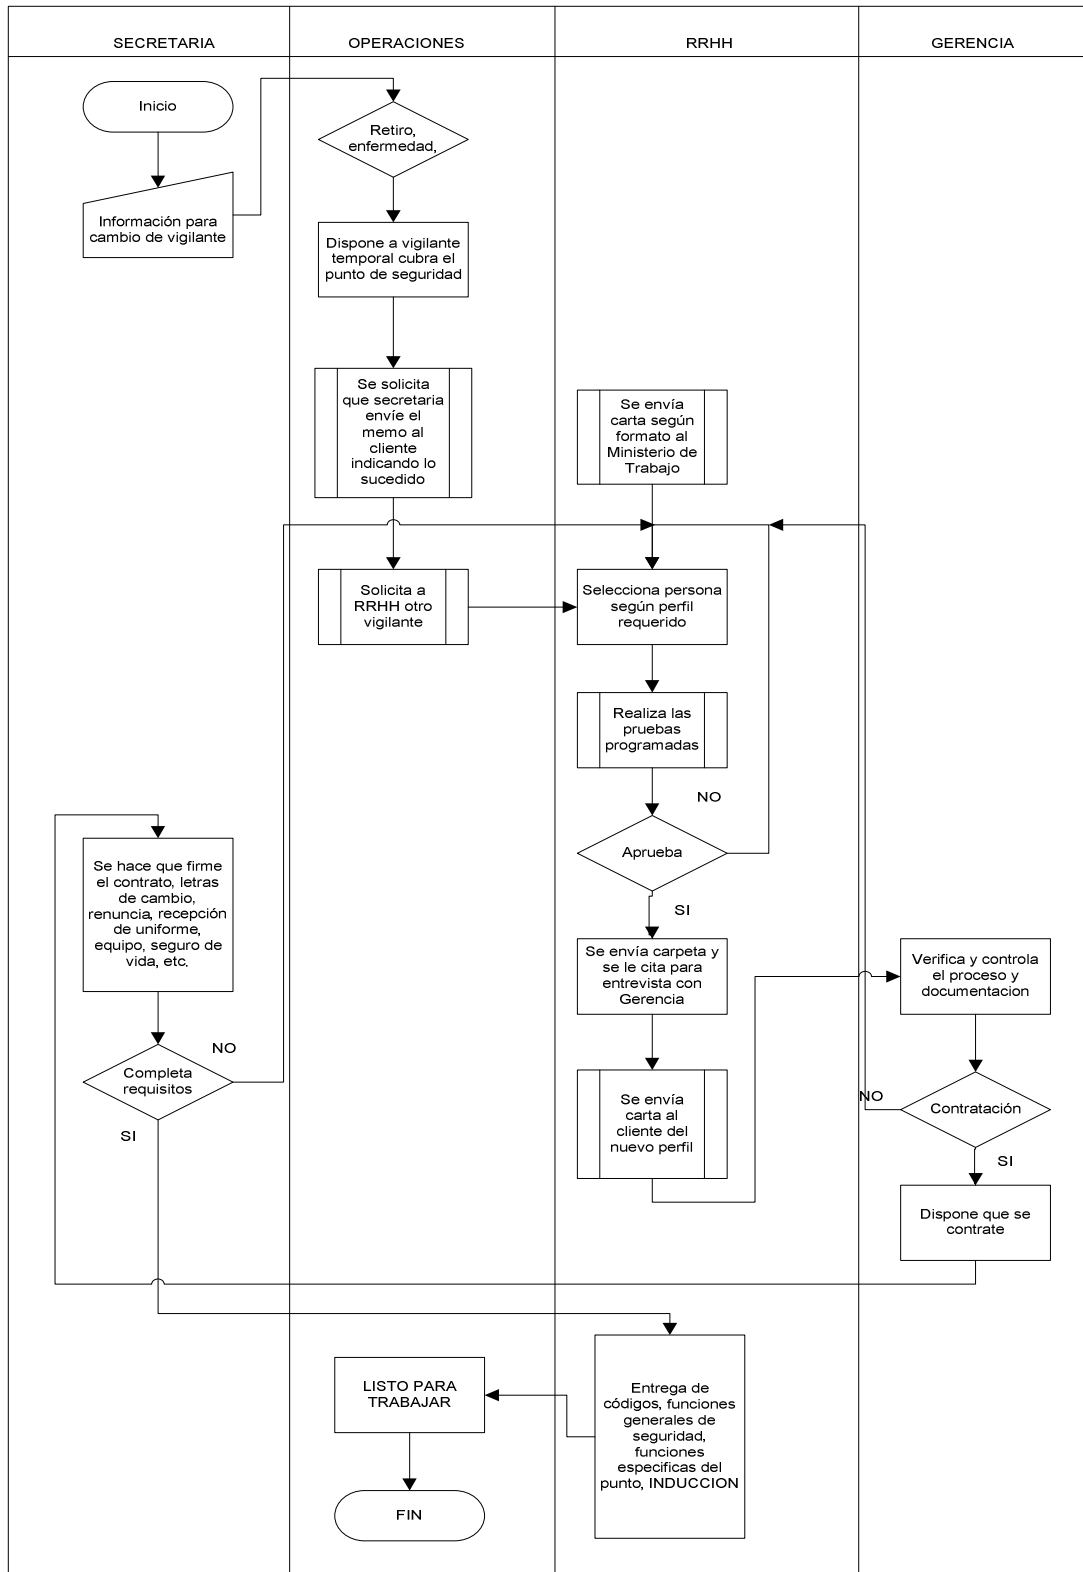 SECRETARIA
OPERACIONES
RRHH
GERENCIA
Inicio
Información para
cambio de vigilante
Retiro,
enfermedad,
Dispone a vigilante
temporal cubra el
punto de seguridad
Se solicita
que secretaria
envíe el
memo al
cliente
indicando lo
sucedido
Solicita a
RRHH otro
vigilante
Se envía
carta según
formato al
Ministerio de
Trabajo
Selecciona persona
según perfil
requerido
Realiza las
pruebas
programadas
NO
Aprueba
SI
Se envía carpeta y
se le cita para
entrevista con
Gerencia
Se envía
carta al
cliente del
nuevo perfil
Verifica y controla
el proceso y
documentacion
NO
Contratación
SI
Dispone que se
contrate
Se hace que firme
el contrato, letras
de cambio,
renuncia, recepción
de uniforme,
equipo, seguro de
vida, etc.
NO
Completa
requisitos
SI
Entrega de
códigos, funciones
generales de
seguridad,
funciones
especificas del
punto, INDUCCION
LISTO PARA
TRABAJAR
FIN